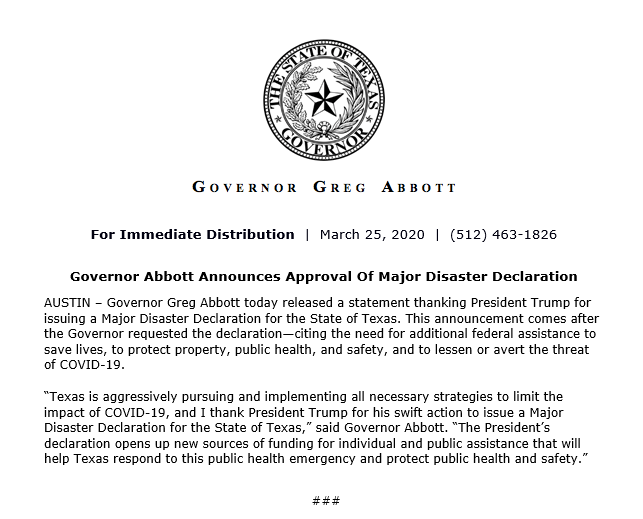 THE STATE OF TEXAS
GOVERNOR
GOVERNOR GREG ABBOTT
For Immediate Distribution | March 25, 2020 | (512) 463-1826
Governor Abbott Announces Approval Of Major Disaster Declaration
AUSTIN – Governor Greg Abbott today released a statement thanking President Trump for
issuing a Major Disaster Declaration for the State of Texas. This announcement comes after
the Governor requested the declaration—citing the need for additional federal assistance to
save lives, to protect property, public health, and safety, and to lessen or avert the threat
of COVID-19.
“Texas is aggressively pursuing and implementing all necessary strategies to limit the
impact of COVID-19, and I thank President Trump for his swift action to issue a Major
Disaster Declaration for the State of Texas,” said Governor Abbott. “The President’s
declaration opens up new sources of funding for individual and public assistance that will
help Texas respond to this public health emergency and protect public health and safety.”
###